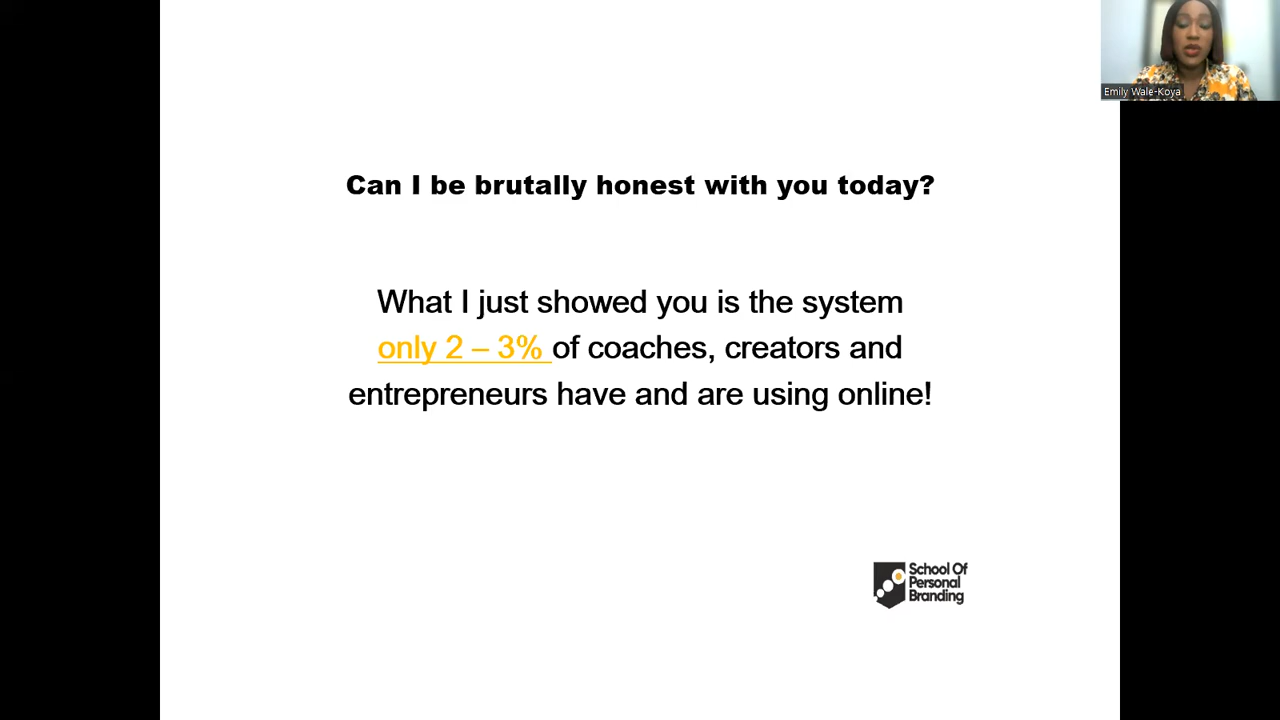 Emily Wale-Koya
Can I be brutally honest with you today?
What I just showed you is the system
only 2 – 3% of coaches, creators and
entrepreneurs have and are using online!
School Of
Personal
Branding